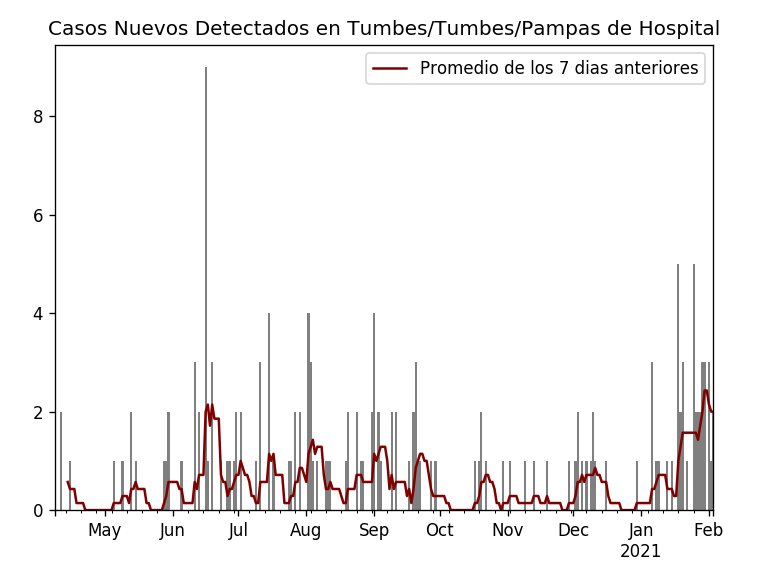 Casos Nuevos Detectados en Tumbes/Tumbes/Pampas de Hospital
Promedio de los 7 dias anteriores
8
6
4
2
0
May Jun Jul Aug Sep Oct Nov Dec Jan Feb
2021